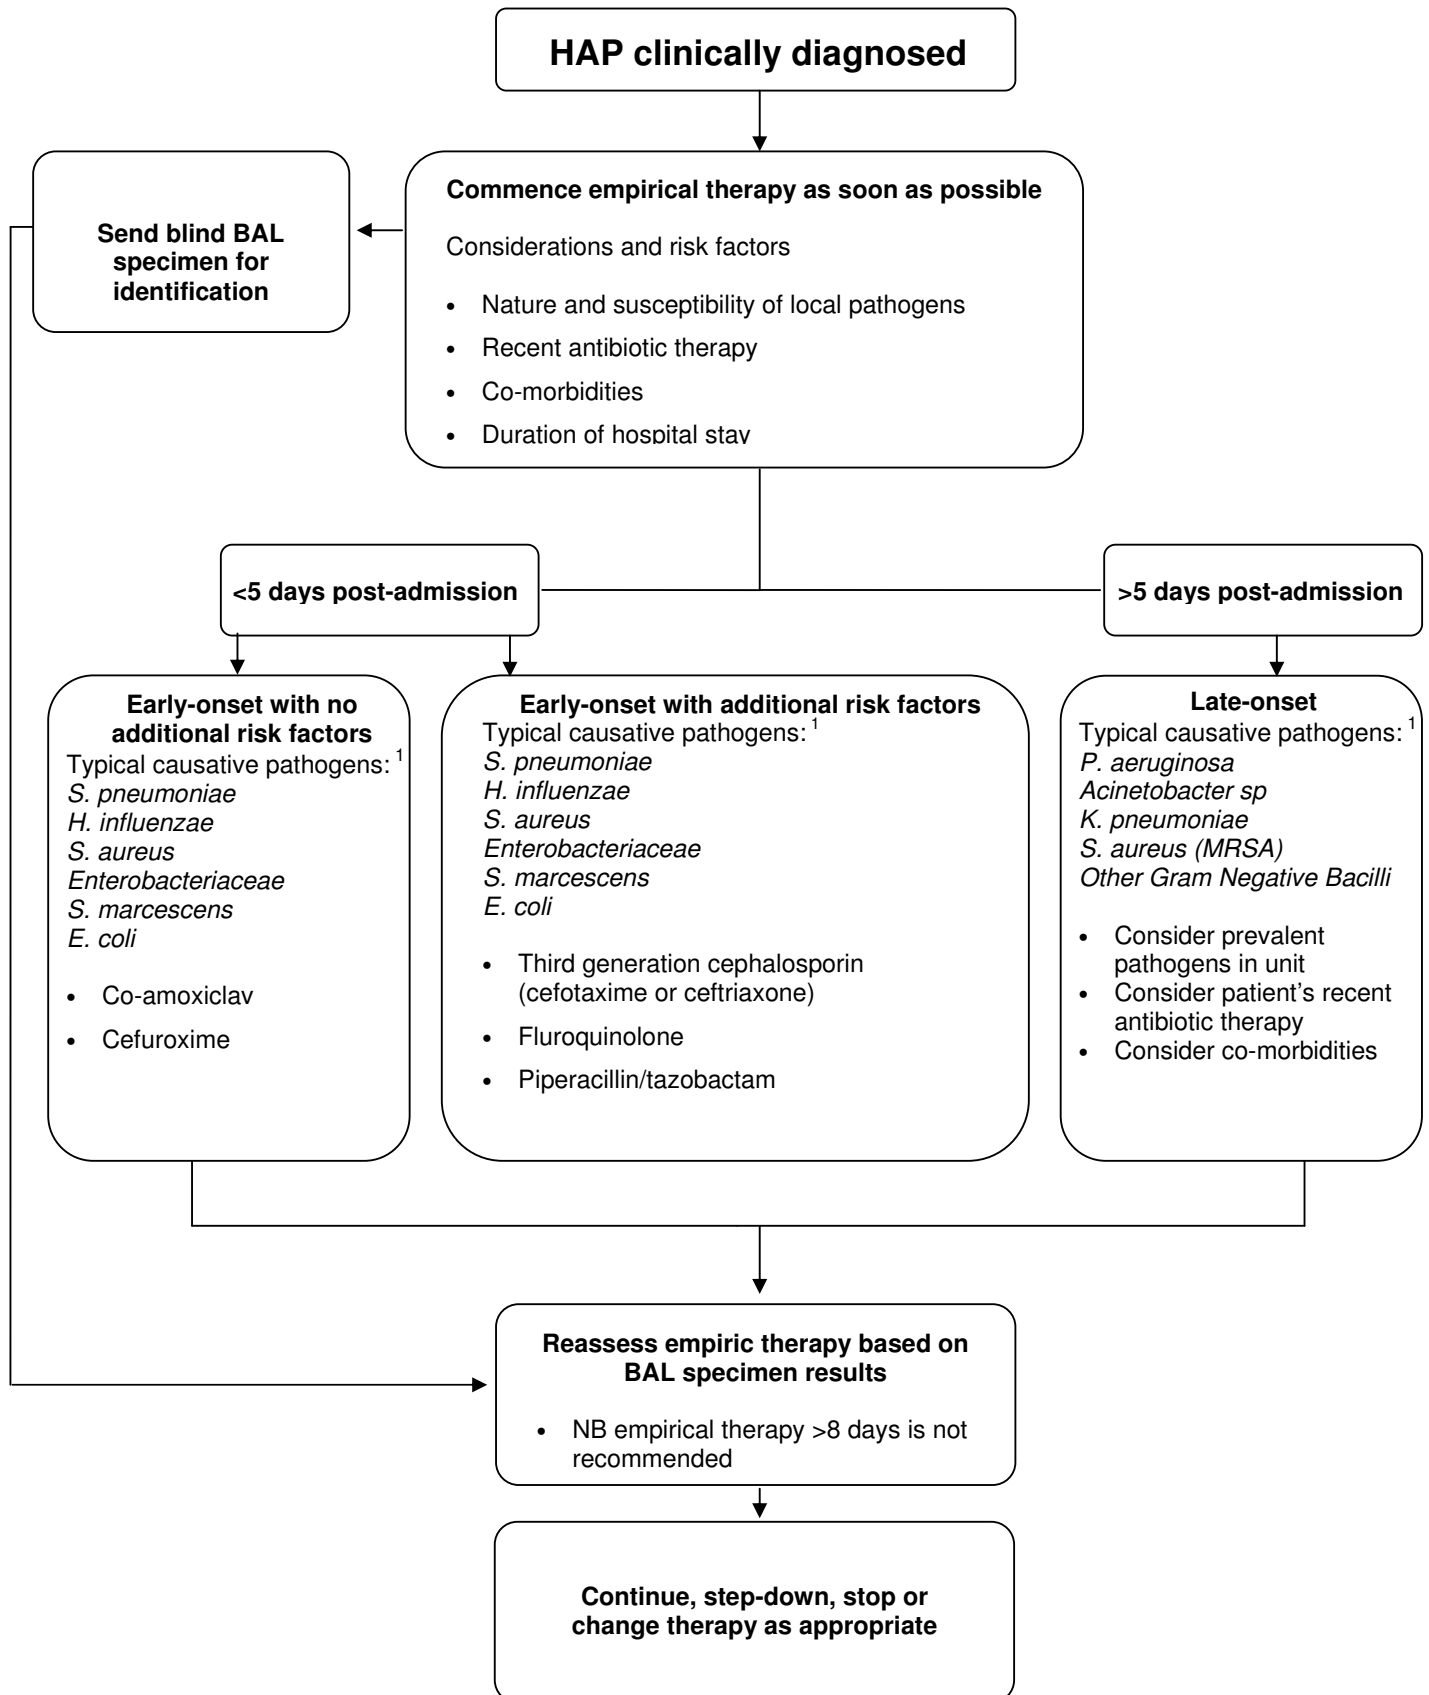 HAP clinically diagnosed
Send blind BAL
specimen for
identification
Commence empirical therapy as soon as possible
Considerations and risk factors
• Nature and susceptibility of local pathogens
• Recent antibiotic therapy
• Co-morbidities
• Duration of hospital stay
<5 days post-admission
>5 days post-admission
Early-onset with no
additional risk factors
Typical causative pathogens: 1
S. pneumoniae
H. influenzae
S. aureus
Enterobacteriaceae
S. marcescens
E. coli
• Co-amoxiclav
• Cefuroxime
Early-onset with additional risk factors
Typical causative pathogens: 1
S. pneumoniae
H. influenzae
S. aureus
Enterobacteriaceae
S. marcescens
E. coli
• Third generation cephalosporin
(cefotaxime or ceftriaxone)
• Fluroquinolone
• Piperacillin/tazobactam
Late-onset
Typical causative pathogens: 1
P. aeruginosa
Acinetobacter sp
K. pneumoniae
S. aureus (MRSA)
Other Gram Negative Bacilli
• Consider prevalent
pathogens in unit
• Consider patient's recent
antibiotic therapy
• Consider co-morbidities
Reassess empiric therapy based on
BAL specimen results
• NB empirical therapy >8 days is not
recommended
Continue, step-down, stop or
change therapy as appropriate